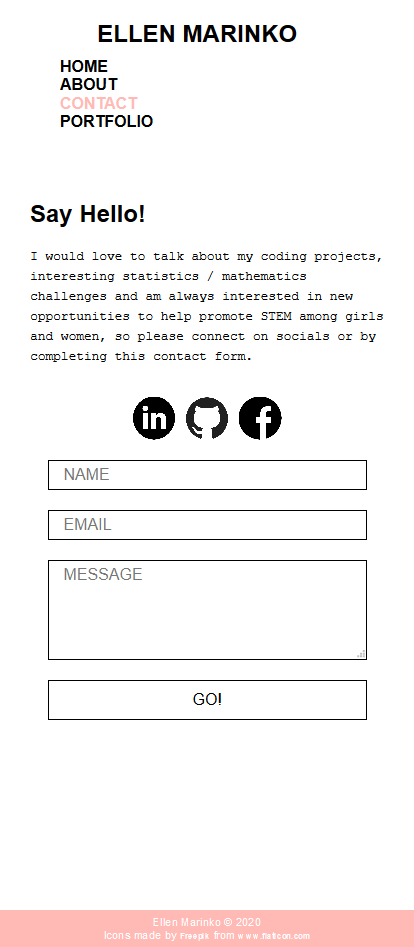 ELLEN MARINKO
HOME
ABOUT
CONTACT
PORTFOLIO
Say Hello!
I would love to talk about my coding projects,
interesting statistics / mathematics
challenges and am always interested in new
opportunities to help promote STEM among girls
and women, so please connect on socials or by
completing this contact form.
in f
NAME
EMAIL
MESSAGE
GO!
Ellen Marinko © 2020
Icons made by Freepik from www.flaticon.com